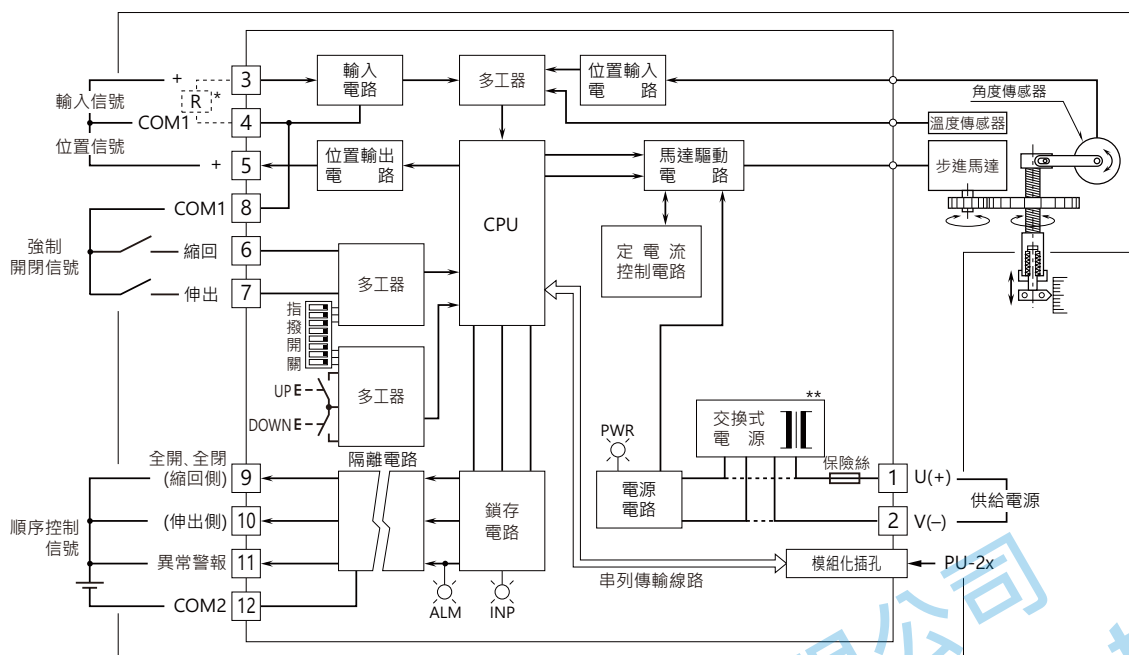 輸入信號
位置信號
+
R *
COM1
+
3
4
5
輸入
電路
多工器
位置輸入
電 路
角度傳感器
溫度傳感器
位置輸出
電 路
CPU
馬達驅動
電 路
步進馬達
定電流
控制電路
強制
開閉信號
COM1
縮回
伸出
8
6
7
多工器
指
撥
開
關
UP
DOWN
多工器
順序控制
信號
全開、全閉
(縮回側)
(伸出側)
異常警報
COM2
9
10
11
12
隔離電路
鎖存
電路
ALM
INP
PWR
電源
電路
交換式
電 源
**
保險絲
1
2
U(+)
V(–)
供給電源
串列傳輸線路
模組化插孔
PU-2x
限公司